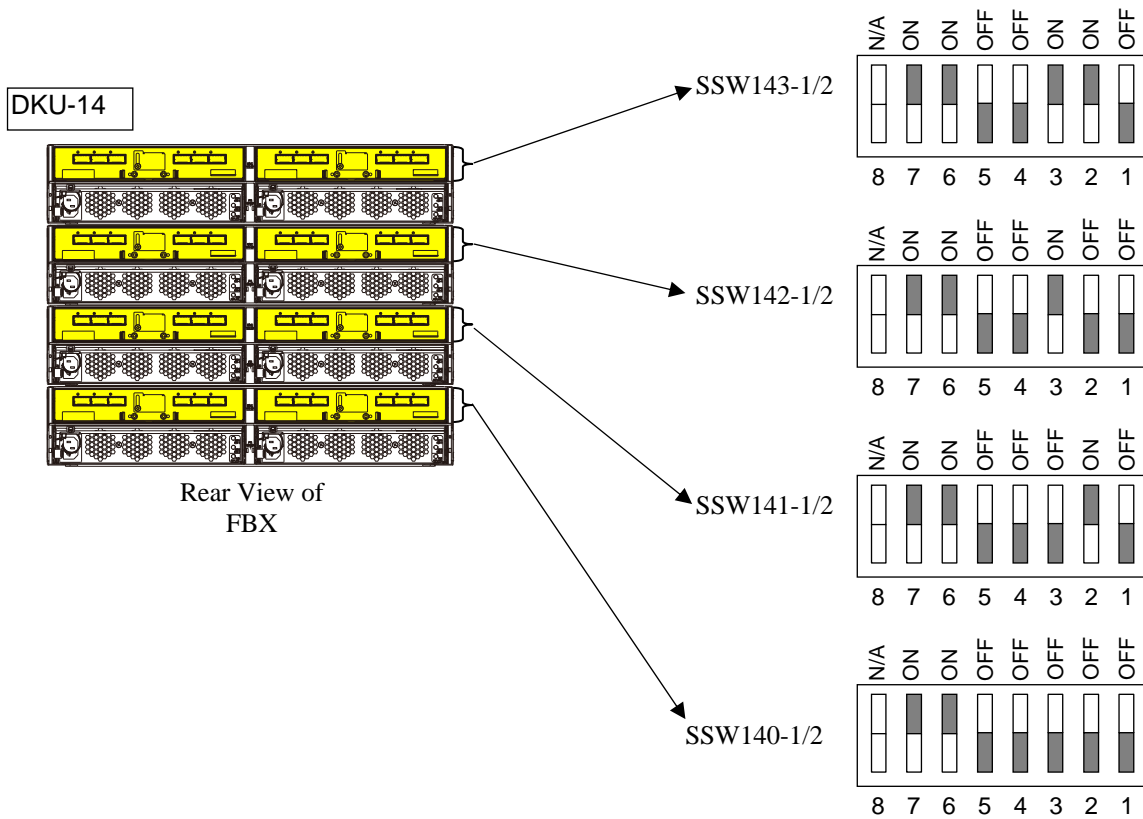 DKU-14
Rear View of
FBX
SSW143-1/2
N/A ON ON OFF OFF ON ON OFF
8 7 6 5 4 3 2 1
SSW142-1/2
N/A ON ON OFF OFF ON OFF OFF
8 7 6 5 4 3 2 1
SSW141-1/2
N/A ON ON OFF OFF OFF ON OFF
8 7 6 5 4 3 2 1
SSW140-1/2
N/A ON ON OFF OFF OFF OFF OFF
8 7 6 5 4 3 2 1